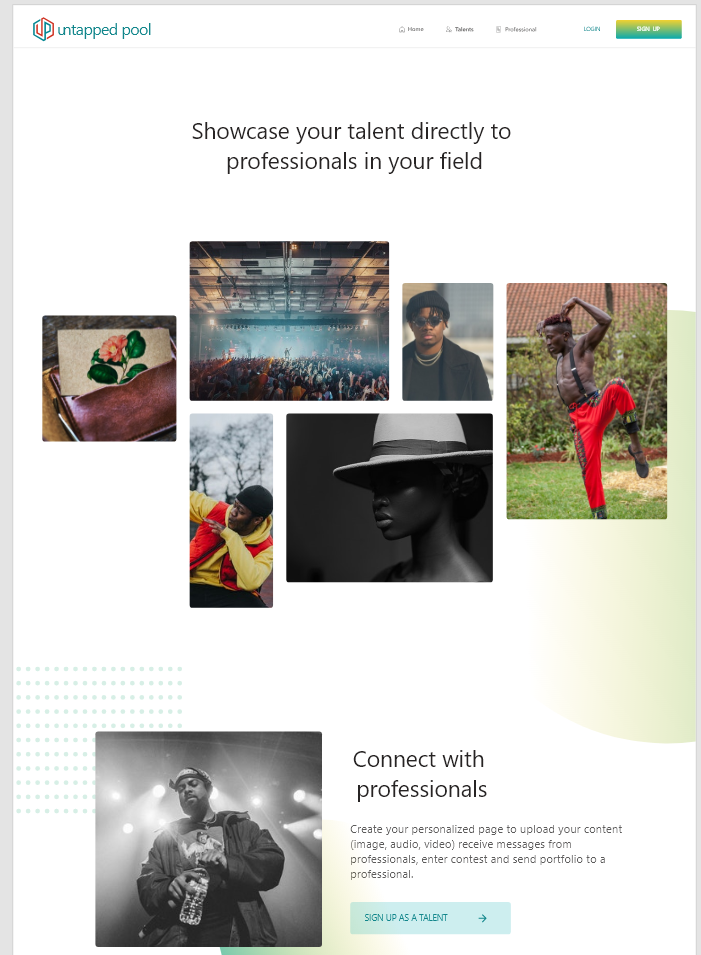 UP untapped pool
Home
Talents
Professional
LOGIN
SIGN UP
Showcase your talent directly to
professionals in your field
Connect with
professionals
Create your personalized page to upload your content
(image, audio, video) receive messages from
professionals, enter contest and send portfolio to a
professional.
SIGN UP AS A TALENT